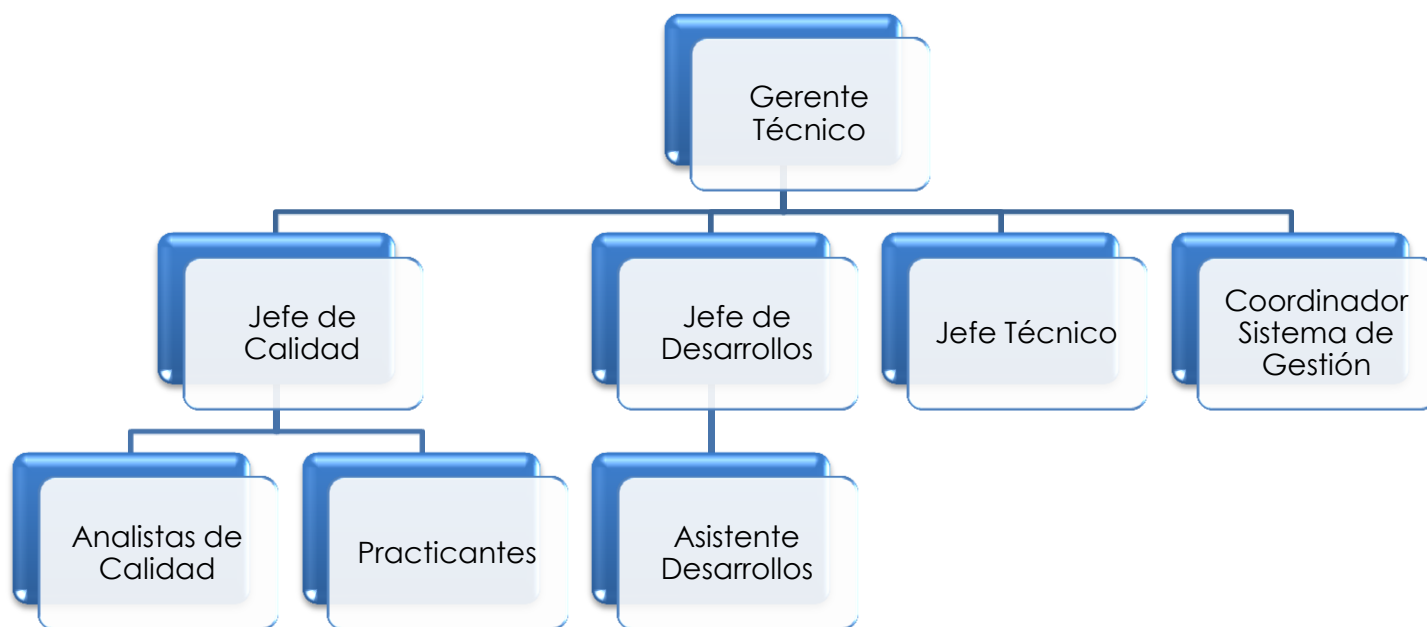 Gerente
Técnico
Jefe de
Calidad
Jefe de
Desarrollos
Jefe Técnico
Coordinador
Sistema de
Gestión
Analistas de
Calidad
Practicantes
Asistente
Desarrollos